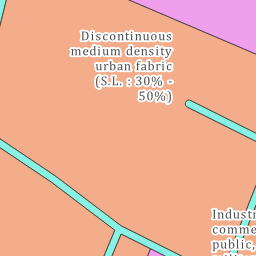 Discontinuous
medium density
urban fabric
(S.L. : 30% -
50%)
Industr
comme
public,